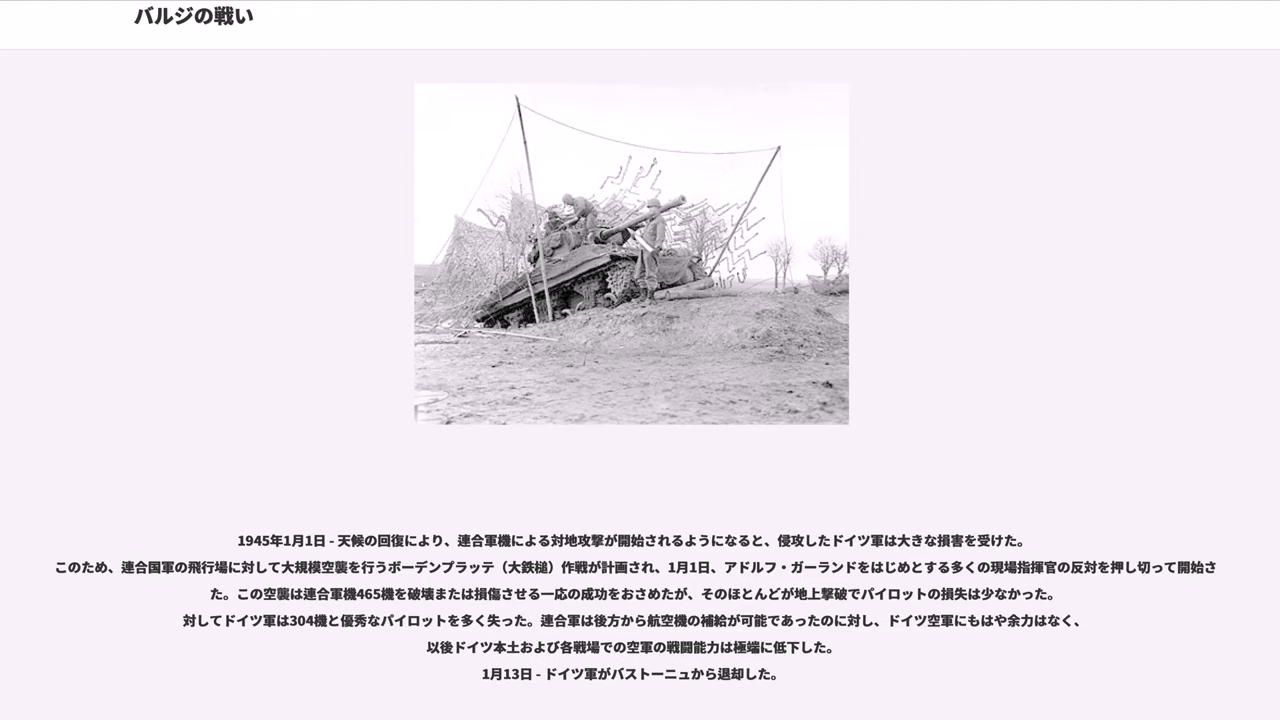 バルジの戦い
1945年1月1日 - 天候の回復により、連合軍機による対地攻撃が開始されるようになると、侵攻したドイツ軍は大きな損害を受けた。
このため、連合国軍の飛行場に対して大規模空襲を行うボーデンプラッテ（大鉄槌）作戦が計画され、1月1日、アドルフ・ガーランドをはじめとする多くの現場指揮官の反対を押し切って開始さ
た。この空襲は連合軍機465機を破壊または損傷させる一応の成功をおさめたが、そのほとんどが地上撃破でパイロットの損失は少なかった。
対してドイツ軍は304機と優秀なパイロットを多く失った。連合軍は後方から航空機の補給が可能であったのに対し、ドイツ空軍にもはや余力はなく、
以後ドイツ本土および各戦場での空軍の戦闘能力は極端に低下した。
1月13日 - ドイツ軍がバストーニュから退却した。